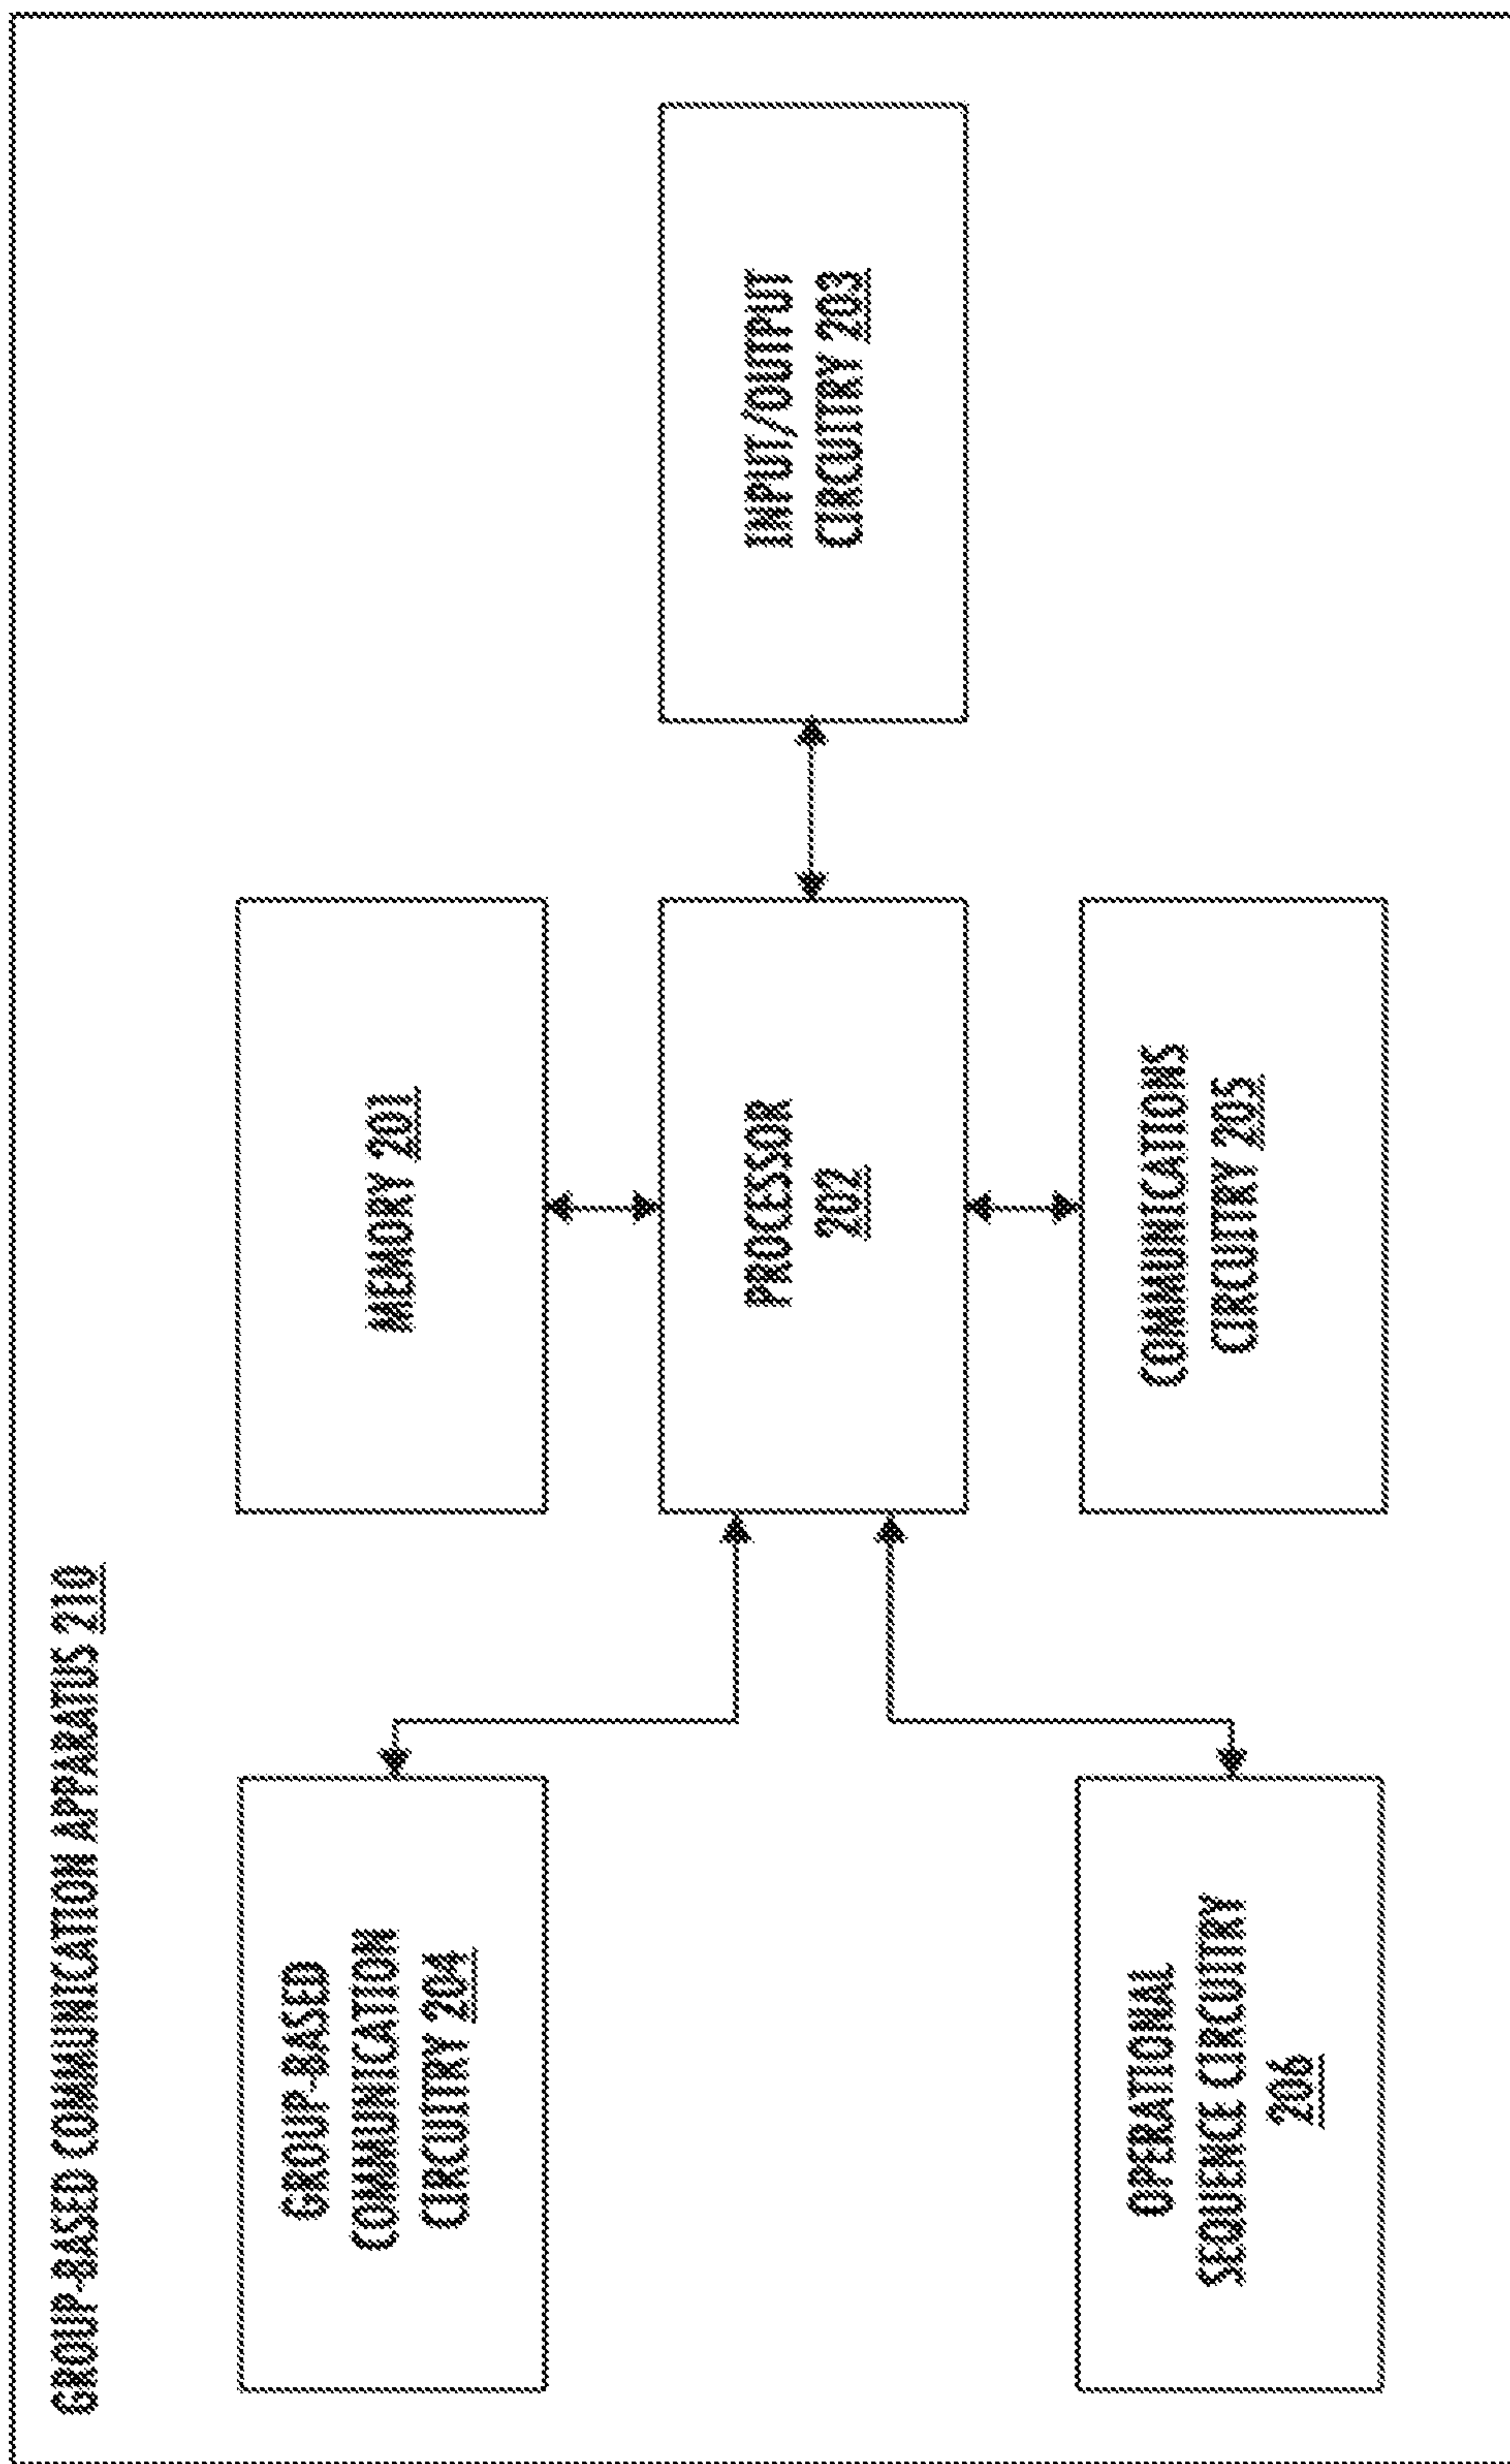 GROUP-BASED COMMUNICATION APPARATUS 210
GROUP-BASED
COMMUNICATION
CIRCUITRY 204
MEMORY 201
PROCESSOR
202
INPUT/OUTPUT
CIRCUITRY 203
OPERATIONAL
SEQUENCE CIRCUITRY
206
COMMUNICATIONS
CIRCUITRY 205